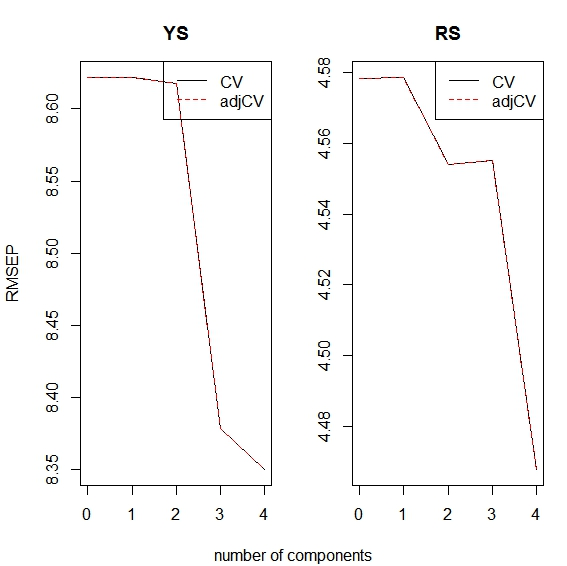 YS
CV
adjCV
RMSEP
8.60
8.55
8.50
8.45
8.40
8.35
0 1 2 3 4
RS
CV
adjCV
4.58
4.56
4.54
4.52
4.50
4.48
0 1 2 3 4
number of components